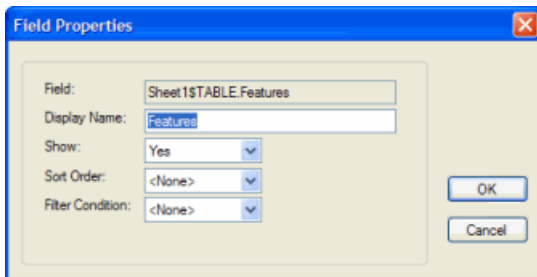 Field Properties
Field: Sheet1$TABLE.Features
Display Name: Features
Show: Yes
Sort Order: <None>
Filter Condition: <None>
OK
Cancel